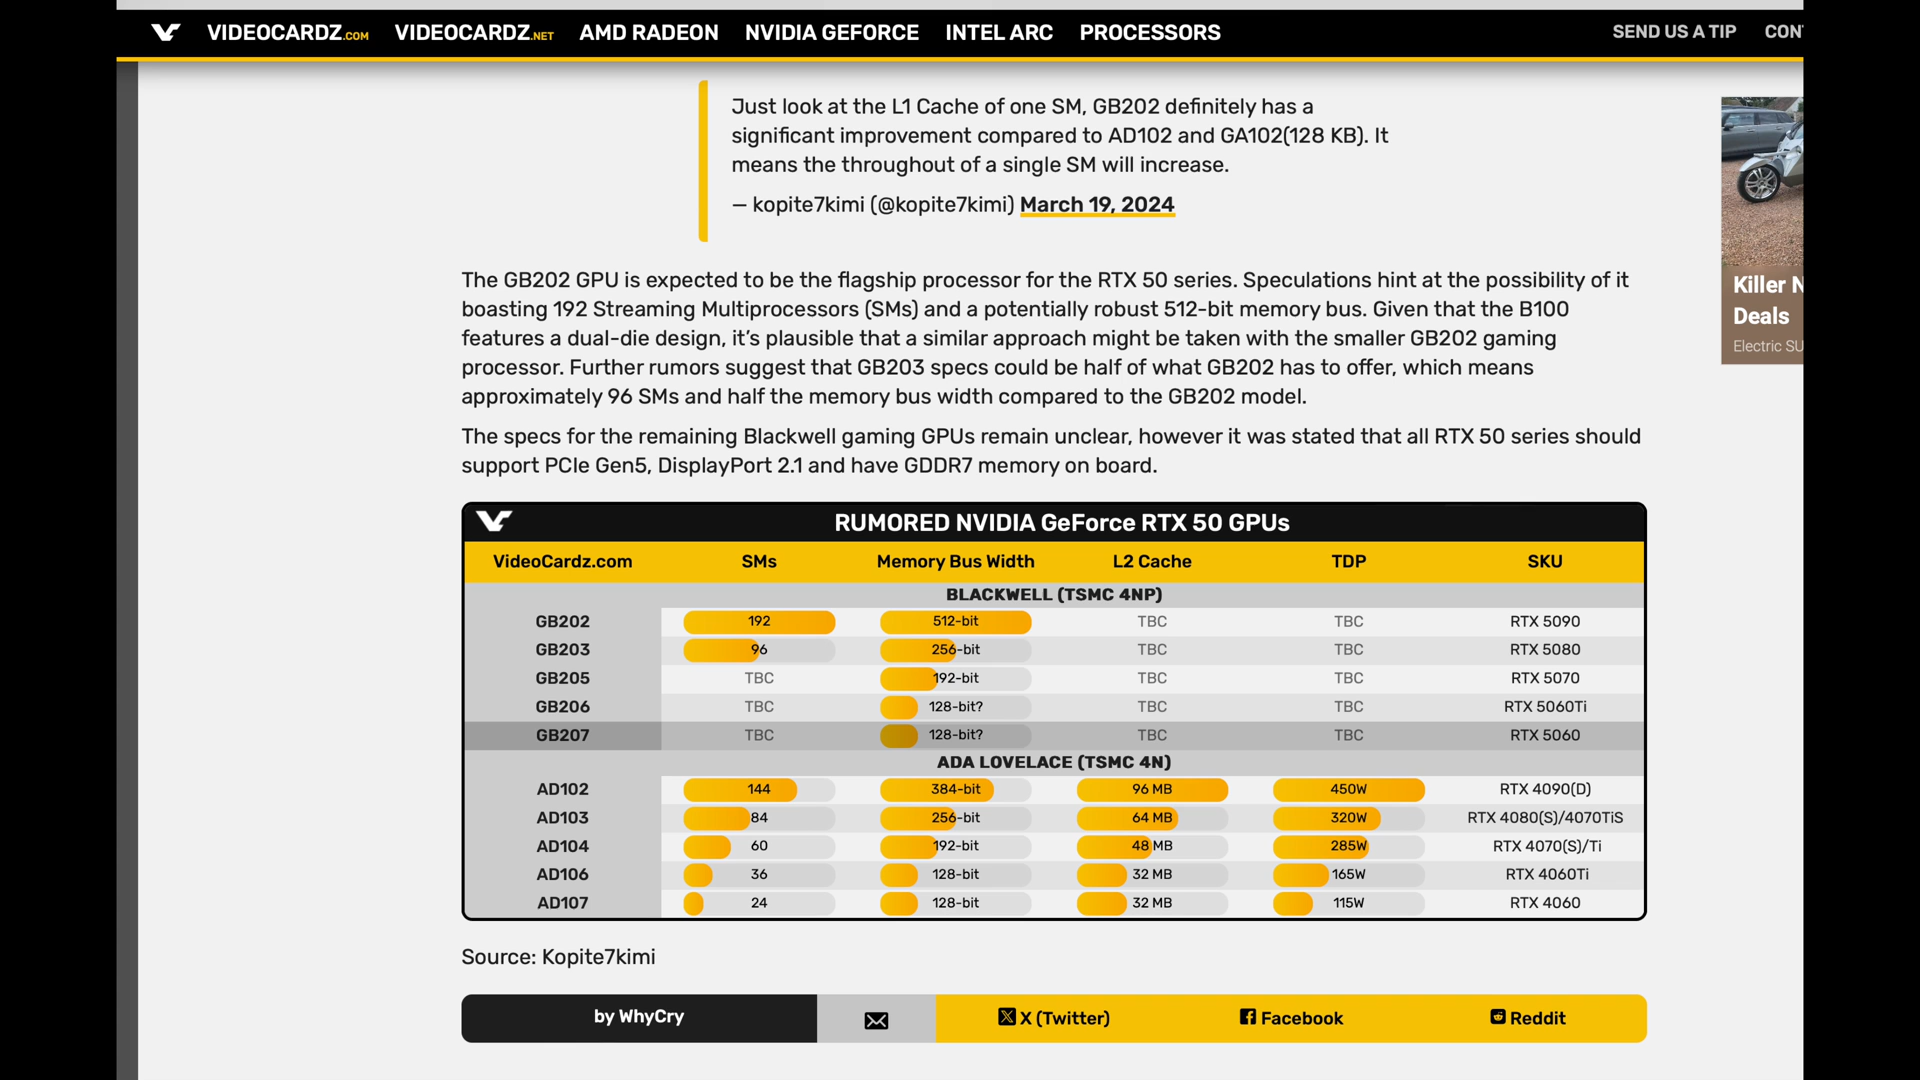 VIDEOCARDZ.COM VIDEOCARDZ.NET AMD RADEON NVIDIA GEFORCE INTEL ARC PROCESSORS SEND US A TIP
Just look at the L1 Cache of one SM, GB202 definitely has a
significant improvement compared to AD102 and GA102(128 KB). It
means the throughout of a single SM will increase.
— kopite7kimi (@kopite7kimi) March 19, 2024
Killer
Deals
Electric
The GB202 GPU is expected to be the flagship processor for the RTX 50 series. Speculations hint at the possibility of it
boasting 192 Streaming Multiprocessors (SMs) and a potentially robust 512-bit memory bus. Given that the B100
features a dual-die design, it’s plausible that a similar approach might be taken with the smaller GB202 gaming
processor. Further rumors suggest that GB203 specs could be half of what GB202 has to offer, which means
approximately 96 SMs and half the memory bus width compared to the GB202 model.
The specs for the remaining Blackwell gaming GPUs remain unclear, however it was stated that all RTX 50 series should
support PCIe Gen5, DisplayPort 2.1 and have GDDR7 memory on board.
RUMORED NVIDIA GeForce RTX 50 GPUs
VideoCardz.com SMs Memory Bus Width L2 Cache TDP SKU
BLACKWELL (TSMC 4NP)
GB202 192 512-bit TBC TBC RTX 5090
GB203 96 256-bit TBC TBC RTX 5080
GB205 TBC 192-bit TBC TBC RTX 5070
GB206 TBC 128-bit? TBC TBC RTX 5060Ti
GB207 TBC 128-bit? TBC TBC RTX 5060
ADA LOVELACE (TSMC 4N)
AD102 144 384-bit 96 MB 450W RTX 4090(D)
AD103 84 256-bit 64 MB 320W RTX 4080(S)/4070TiS
AD104 60 192-bit 48 MB 285W RTX 4070(S)/Ti
AD106 36 128-bit 32 MB 165W RTX 4060Ti
AD107 24 128-bit 32 MB 115W RTX 4060
Source: Kopite7kimi
by WhyCry X (Twitter) Facebook Reddit